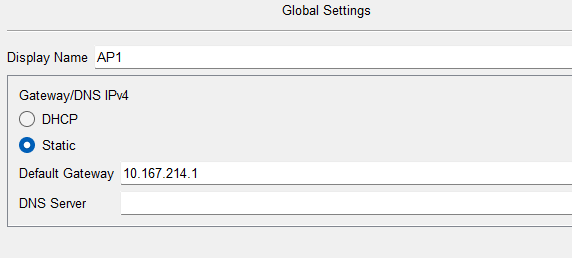 Global Settings
Display Name AP1
Gateway/DNS IPv4
DHCP
Static
Default Gateway 10.167.214.1
DNS Server